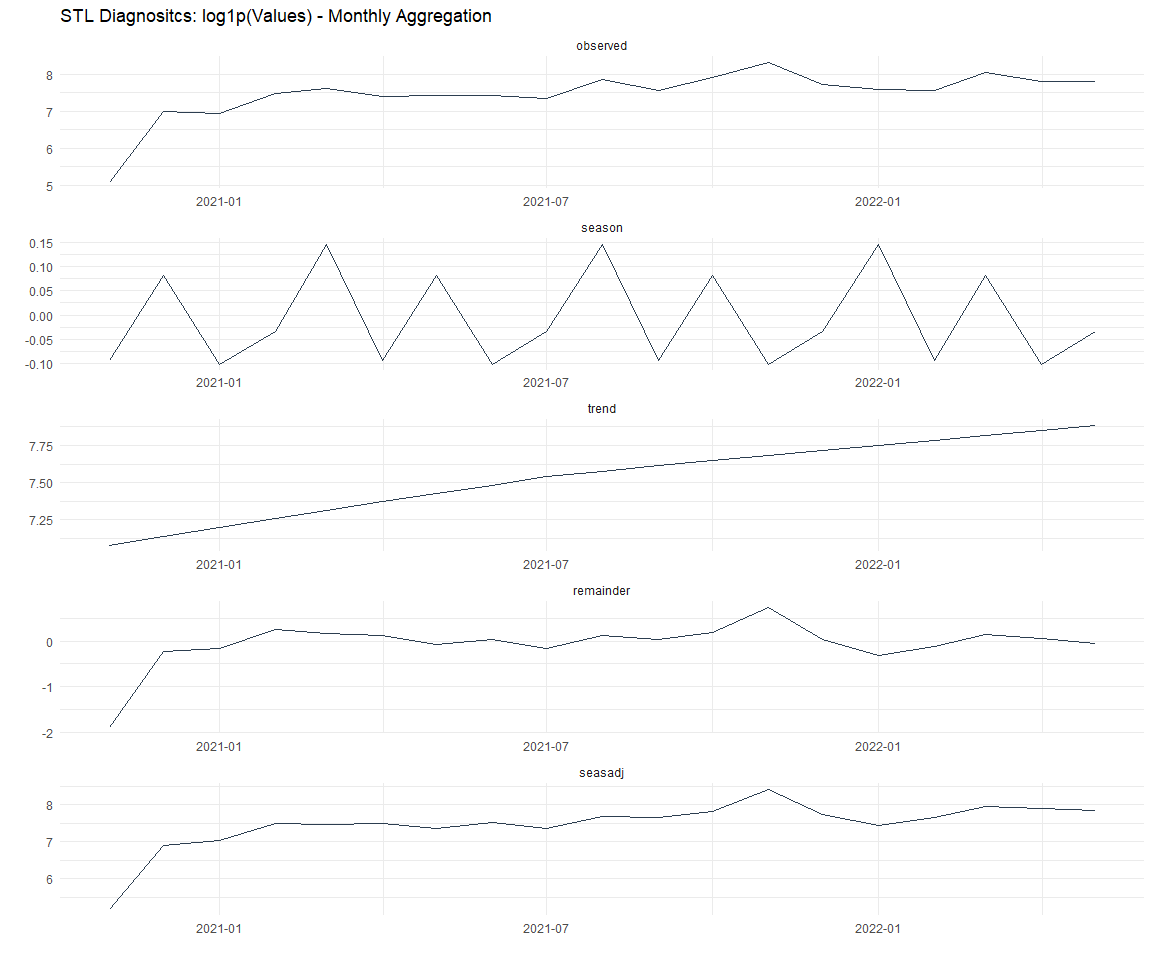 STL Diagnositcs: log1p(Values) - Monthly Aggregation
observed
8
7
6
5
2021-01 2021-07 2022-01
season
0.15
0.10
0.05
0.00
-0.05
-0.10
2021-01 2021-07 2022-01
trend
7.75
7.50
7.25
2021-01 2021-07 2022-01
remainder
0
-1
-2
2021-01 2021-07 2022-01
seasadj
8
7
6
2021-01 2021-07 2022-01